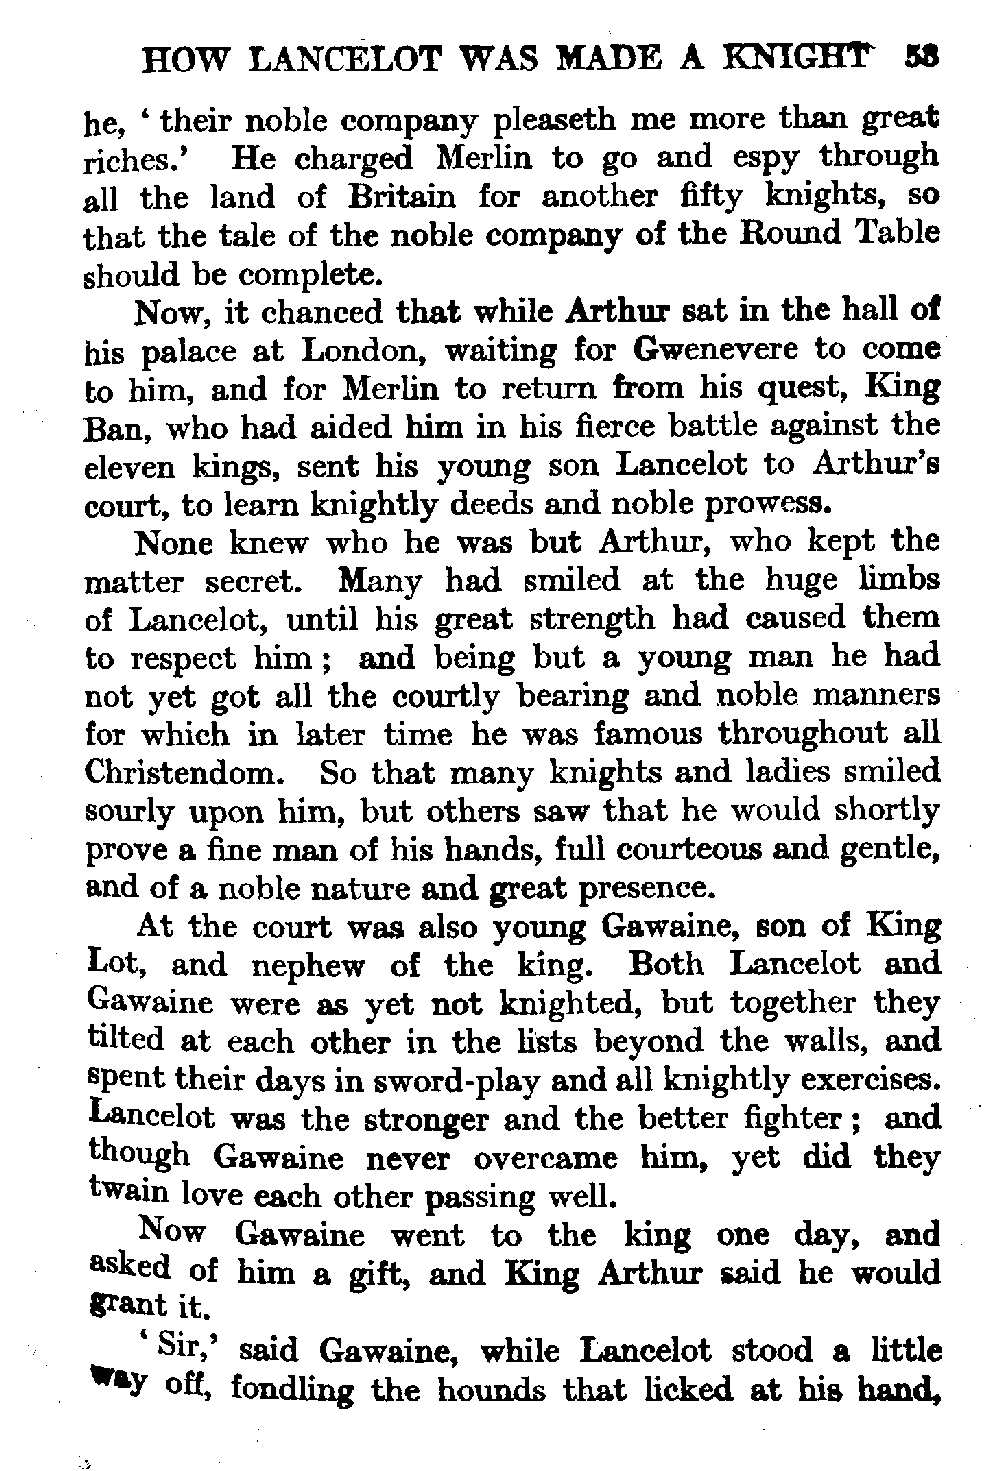 HOW LANCELOT WAS MADE A KNIGHT 53
he, ‘ their noble company pleaseth me more than great
riches.’ He charged Merlin to go and espy through
all the land of Britain for another fifty knights, so
that the tale of the noble company of the Round Table
should be complete.
Now, it chanced that while Arthur sat in the hall of
his palace at London, waiting for Gwenevere to come
to him, and for Merlin to return from his quest, King
Ban, who had aided him in his fierce battle against the
eleven kings, sent his young son Lancelot to Arthur’s
court, to learn knightly deeds and noble prowess.
None knew who he was but Arthur, who kept the
matter secret. Many had smiled at the huge limbs
of Lancelot, until his great strength had caused them
to respect him ; and being but a young man he had
not yet got all the courtly bearing and noble manners
for which in later time he was famous throughout all
Christendom. So that many knights and ladies smiled
sourly upon him, but others saw that he would shortly
prove a fine man of his hands, full courteous and gentle,
and of a noble nature and great presence.
At the court was also young Gawaine, son of King
Lot, and nephew of the king. Both Lancelot and
Gawaine were as yet not knighted, but together they
tilted at each other in the lists beyond the walls, and
spent their days in sword-play and all knightly exercises.
Lancelot was the stronger and the better fighter ; and
though Gawaine never overcame him, yet did they
twain love each other passing well.
Now Gawaine went to the king one day, and
asked of him a gift, and King Arthur said he would
grant it.
‘ Sir,’ said Gawaine, while Lancelot stood a little
way off, fondling the hounds that licked at his hand,